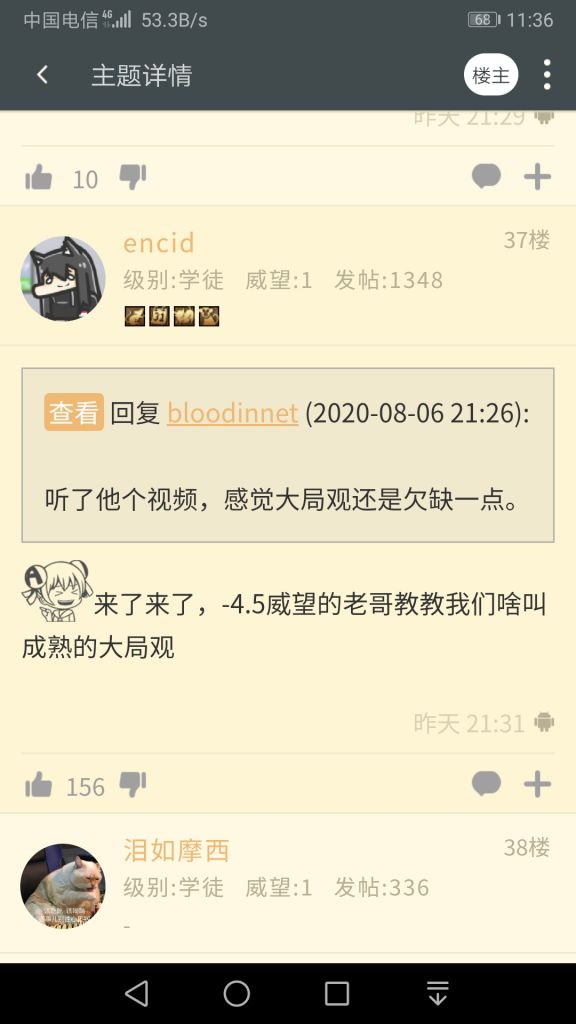 中国电信 4G 53.3B/s 68 11:36
主题详情 楼主
昨天 21:29
10
encid 37楼
级别:学徒 威望:1 发帖:1348
查看 回复 bloodinnet (2020-08-06 21:26):
听了他个视频，感觉大局观还是欠缺一点。
来了来了，-4.5威望的老哥教教我们啥叫
成熟的大局观
昨天 21:31
156
泪如摩西 38楼
级别:学徒 威望:1 发帖:336
-